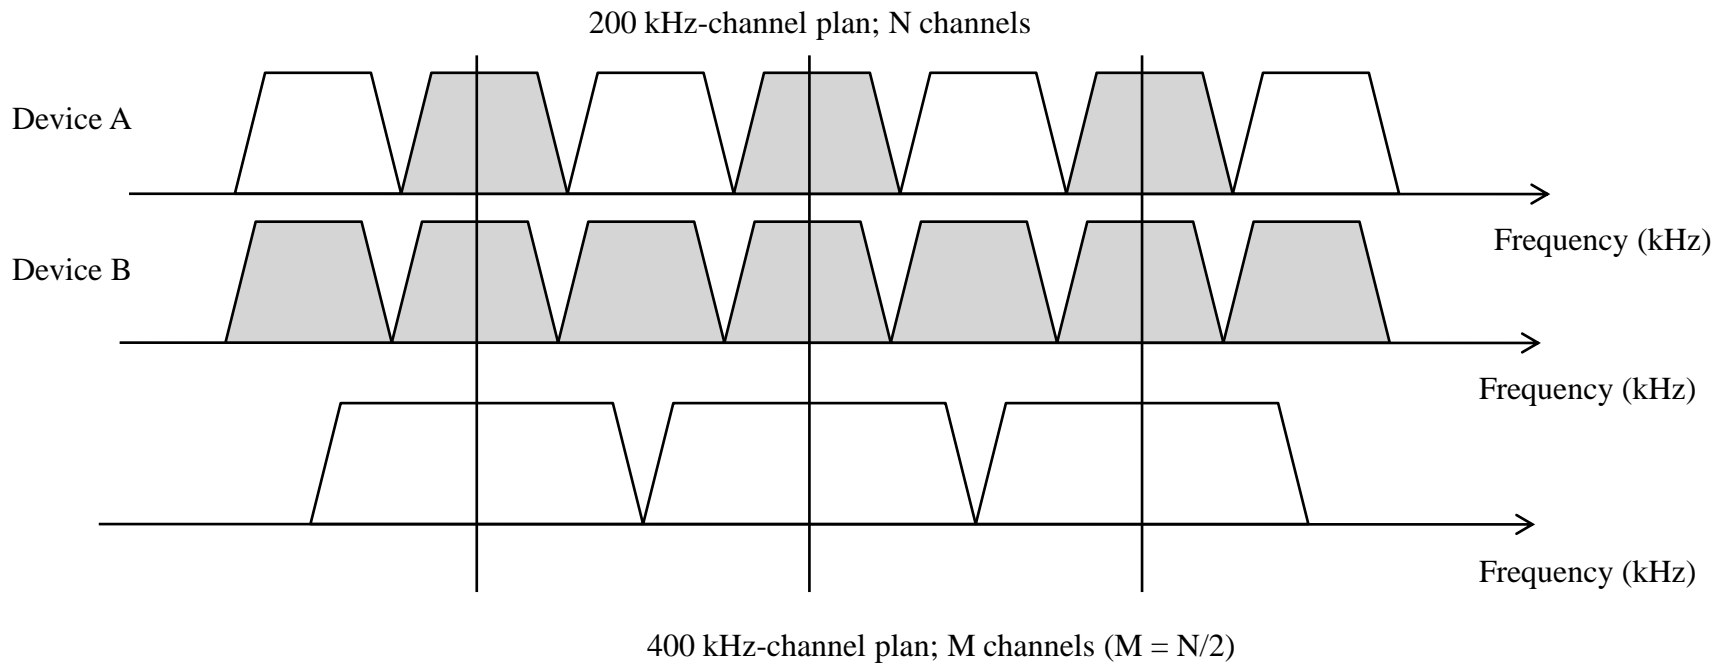 200 kHz-channel plan; N channels
Device A
Frequency (kHz)
Device B
Frequency (kHz)
Frequency (kHz)
400 kHz-channel plan; M channels (M = N/2)